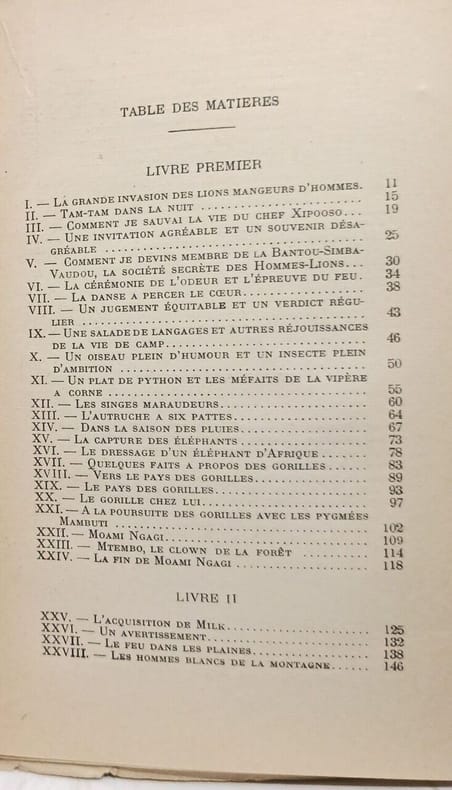 TABLE DES MATIERES
LIVRE PREMIER
I. — La grande invasion des lions mangeurs d'hommes. 11
II. — Tam-tam dans la nuit ........................ 15
III. — Comment je sauvai la vie du chef Xipooso... 19
IV. — Une invitation agréable et un souvenir désa-
gréable .................................... 25
V. — Comment je devins membre de la Bantou-Simba-
Vaudou, la société secrète des Hommes-Lions... 30
VI. — La cérémonie de l'odeur et l'épreuve du feu. 34
VII. — La danse a percer le cœur................. 38
VIII. — Un jugement équitable et un verdict régu-
lier ....................................... 43
IX. — Une salade de langages et autres réjouissances
de la vie de camp........................... 46
X. — Un oiseau plein d'humour et un insecte plein
d'ambition ................................. 50
XI. — Un plat de python et les méfaits de la vipère
a corne .................................... 55
XII. — Les singes maraudeurs..................... 60
XIII. — L'autruche a six pattes.................. 64
XIV. — Dans la saison des pluies................. 67
XV. — La capture des éléphants................... 73
XVI. — Le dressage d'un éléphant d'Afrique ....... 78
XVII. — Quelques faits a propos des gorilles..... 83
XVIII. — Vers le pays des gorilles............... 89
XIX. — Le pays des gorilles...................... 93
XX. — Le gorille chez lui........................ 97
XXI. — A la poursuite des gorilles avec les pygmées
Mambuti .................................... 102
XXII. — Moami Ngagi.............................. 109
XXIII. — Mtembo, le clown de la forêt ........... 114
XXIV. — La fin de Moami Ngagi ................... 118
LIVRE II
XXV. — L'acquisition de Milk..................... 125
XXVI. — Un avertissement......................... 132
XXVII. — Le feu dans les plaines................. 138
XXVIII. — Les hommes blancs de la montagne...... 146